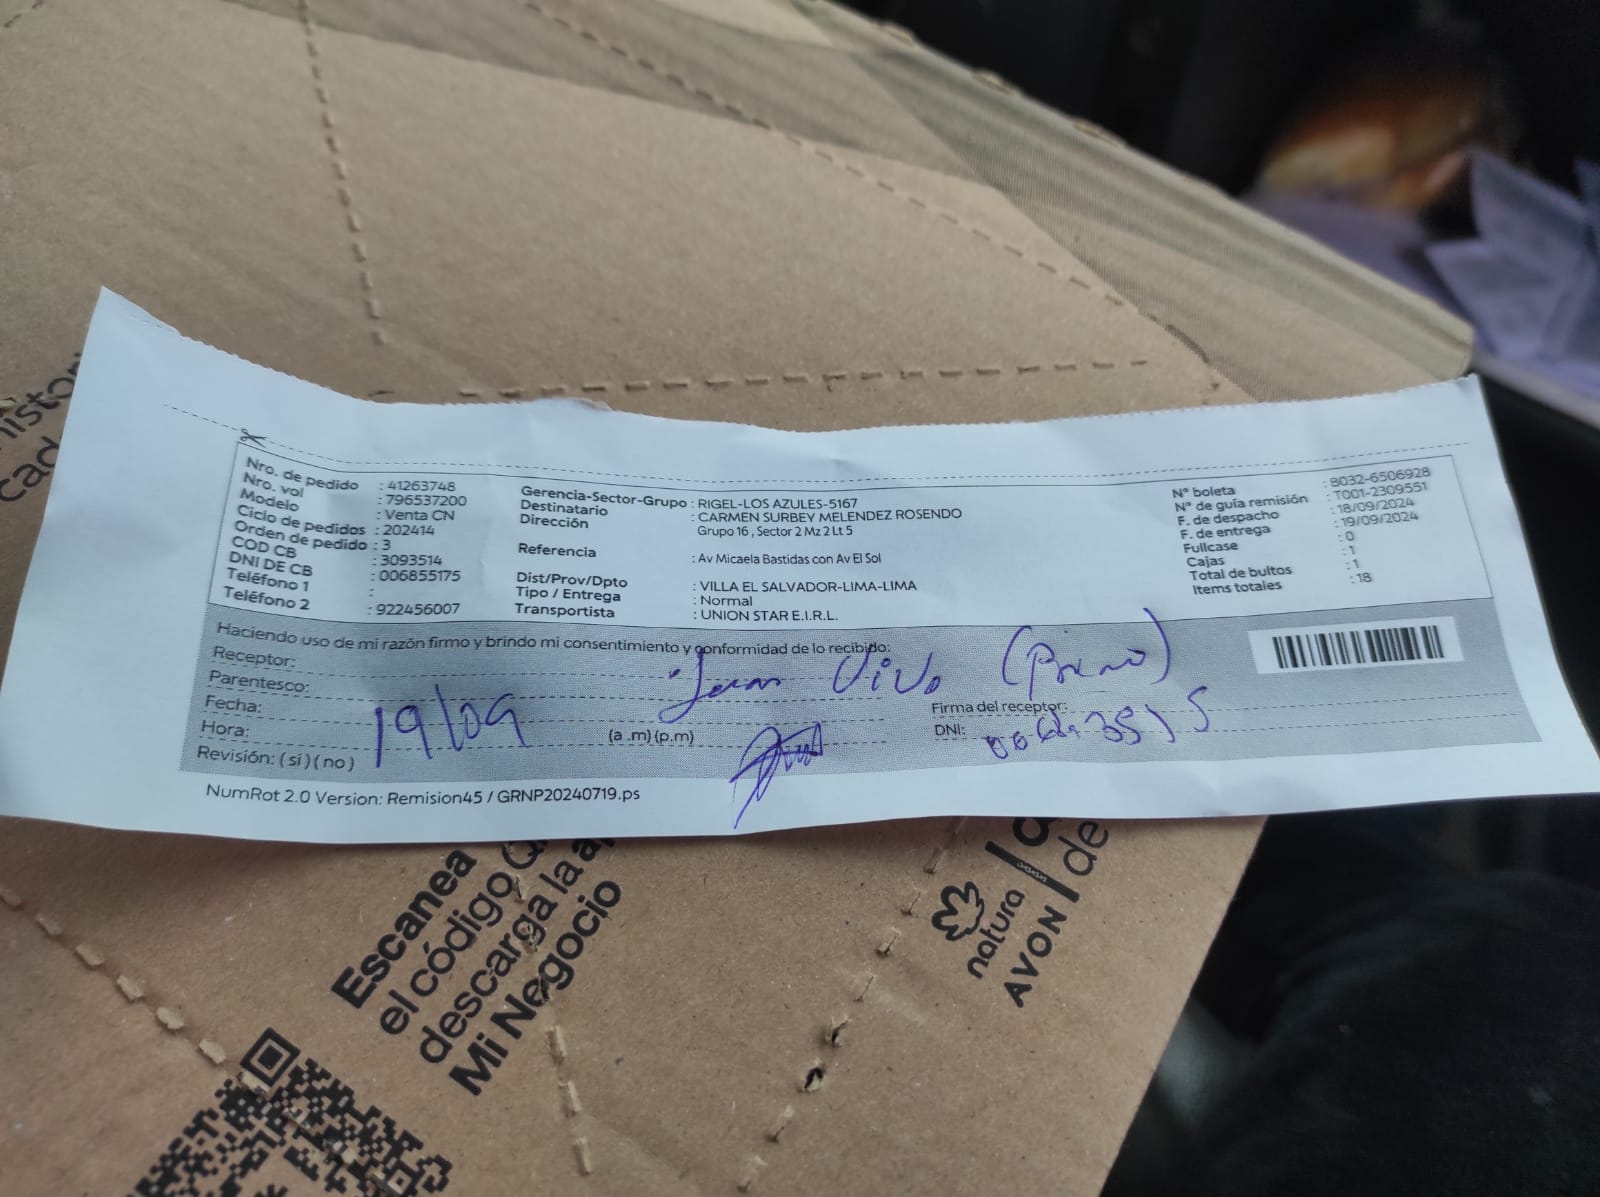 Nro. de pedido : 41263748
Nro. vol : 796537200
Modelo : Venta CN
Ciclo de pedidos : 202414
Orden de pedido : 3
COD CB : 3093514
DNI DE CB : 006855175
Teléfono 1 :
Teléfono 2 : 922456007
Gerencia-Sector-Grupo : RIGEL-LOS AZULES-5167
Destinatario : CARMEN SURBEY MELENDEZ ROSENDO
Dirección Grupo 16 , Sector 2 Mz 2 Lt 5
Referencia : Av Micaela Bastidas con Av El Sol
Dist/Prov/Dpto : VILLA EL SALVADOR-LIMA-LIMA
Tipo / Entrega : Normal
Transportista : UNION STAR E.I.R.L.
N° boleta : B032-6506928
N° de guía remisión : T001-2309551
F. de despacho : 18/09/2024
F. de entrega : 19/09/2024
Fullcase : 0
Cajas : 1
Total de bultos : 1
Items totales : 18
Haciendo uso de mi razón firmo y brindo mi consentimiento y conformidad de lo recibido:
Receptor:
Parentesco: Vivo (Primo)
Fecha: 19/09
Firma del receptor:
Hora: (a .m) (p.m)
DNI:
Revisión: ( si ) ( no )
NumRot 2.0 Version: Remision45 / GRNP20240719.ps
Escanea
el código
descarga la
Mi Negocio
natura
AVON
de